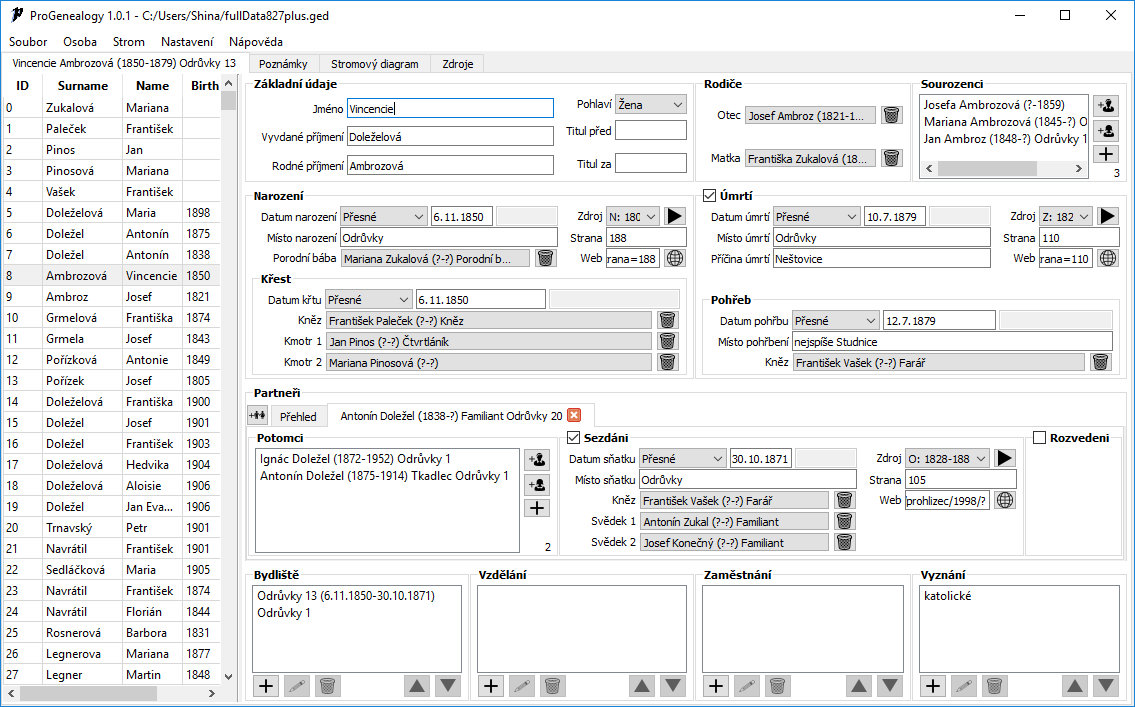 ProGenealogy 1.0.1 - C:/Users/Shina/fullData827plus.ged
Soubor Osoba Strom Nastavení Nápověda
Vincencie Ambrozová (1850-1879) Odrůvky 13 Poznámky Stromový diagram Zdroje
ID Surname Name Birth
0 Zukalová Mariana
1 Paleček František
2 Pinos Jan
3 Pinosová Mariana
4 Vašek František
5 Doleželová Maria 1898
6 Doležel Antonín 1875
7 Doležel Antonín 1838
8 Ambrozová Vincencie 1850
9 Ambroz Josef 1821
10 Grmelová Františka 1874
11 Grmela Josef 1843
12 Pořízková Antonie 1849
13 Pořízek Josef 1805
14 Doleželová Františka 1900
15 Doležel Josef 1901
16 Doležel František 1903
17 Doleželová Hedvika 1904
18 Doleželová Aloisie 1906
19 Doležel Jan Eva... 1906
20 Trnavský Petr 1901
21 Navrátil František 1901
22 Sedláčková Maria 1905
23 Navrátil František 1874
24 Navrátil Florián 1844
25 Rosnerová Barbora 1831
26 Legnerova Mariana 1877
27 Legner Martin 1848
Základní údaje
Jméno Vincencie
Vyvdané příjmení Doleželová
Rodné příjmení Ambrozová
Pohlaví Žena
Titul před
Titul za
Rodiče
Otec Josef Ambroz (1821-1...
Matka Františka Zukalová (18...
Sourozenci
Josefa Ambrozová (?-1859)
Mariana Ambrozová (1845-?) O
Jan Ambroz (1848-?) Odrůvky 1
3
Narození
Datum narození Přesné 6.11.1850
Místo narození Odrůvky
Porodní bába Mariana Zukalová (?-?) Porodní b...
Zdroj N: 180
Strana 188
Web rana=188
Křest
Datum křtu Přesné 6.11.1850
Kněz František Paleček (?-?) Kněz
Kmotr 1 Jan Pinos (?-?) Čtvrtláník
Kmotr 2 Mariana Pinosová (?-?)
Úmrtí
Datum úmrtí Přesné 10.7.1879
Místo úmrtí Odrůvky
Příčina úmrtí Neštovice
Zdroj Z: 182
Strana 110
Web rana=110
Pohřeb
Datum pohřbu Přesné 12.7.1879
Místo pohřbení nejspíše Studnice
Kněz František Vašek (?-?) Farář
Partneři
Přehled Antonín Doležel (1838-?) Familiant Odrůvky 20
Potomci
Ignác Doležel (1872-1952) Odrůvky 1
Antonín Doležel (1875-1914) Tkadlec Odrůvky 1
2
Sezdáni
Datum sňatku Přesné 30.10.1871
Místo sňatku Odrůvky
Kněz František Vašek (?-?) Farář
Svědek 1 Antonín Zukal (?-?) Familiant
Svědek 2 Josef Konečný (?-?) Familiant
Zdroj O: 1828-188
Strana 105
Web prohlizec/1998/?
Rozvedeni
Bydliště
Odrůvky 13 (6.11.1850-30.10.1871)
Odrůvky 1
Vzdělání
Zaměstnání
Vyznání
katolické